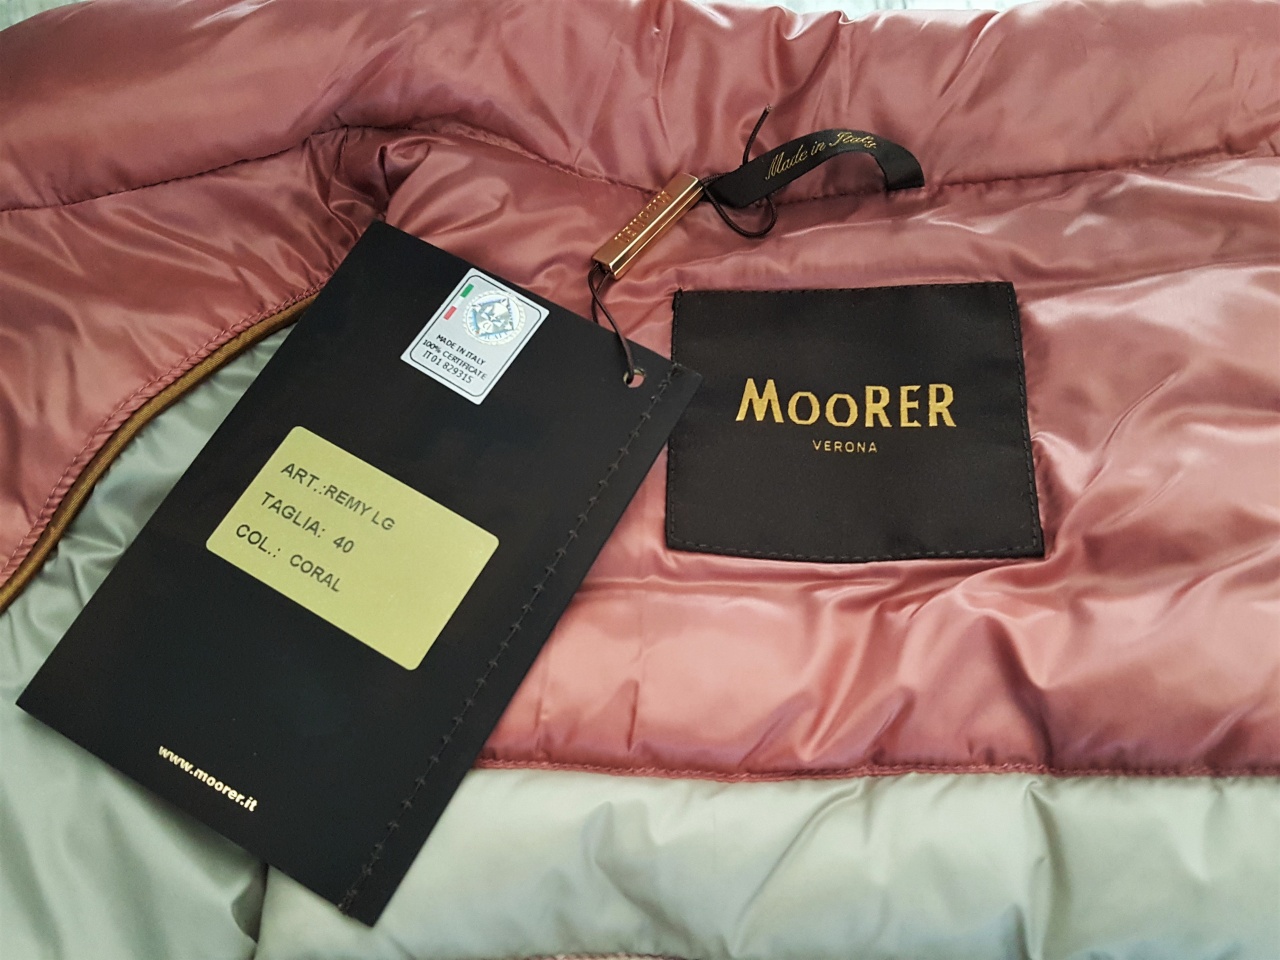 Made in Italy
MOORER
MADE IN ITALY
100% CERTIFICATE
IT01 829315
ART.:REMY LG
TAGLIA: 40
COL.: CORAL
www.moorer.it
MOORER
VERONA